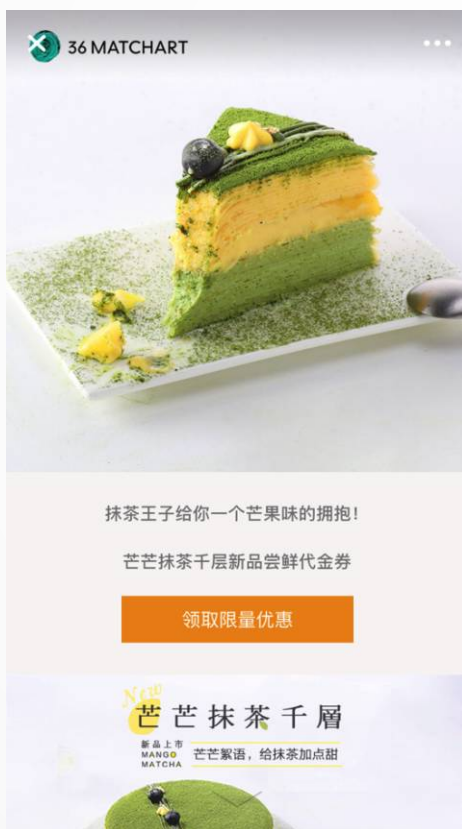 36 MATCHART
抹茶王子给你一个芒果味的拥抱！
芒芒抹茶千层新品尝鲜代金券
领取限量优惠
New
芒芒抹茶千層
新品上市
MANGO
MATCHA
芒芒絮语，给抹茶加点甜